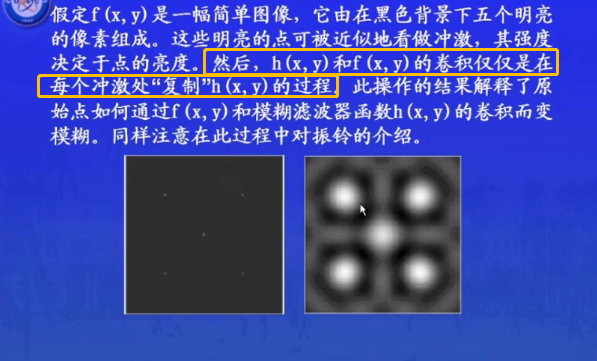 假定f(x,y)是一幅简单图像，它由在黑色背景下五个明亮
的像素组成。这些明亮的点可被近似地看做冲激，其强度
决定于点的亮度。然后，h(x,y)和f(x,y)的卷积仅仅是在
每个冲激处“复制”h(x,y)的过程。此操作的结果解释了原
始点如何通过f(x,y)和模糊滤波器函数h(x,y)的卷积而变
模糊。同样注意在此过程中对振铃的介绍。